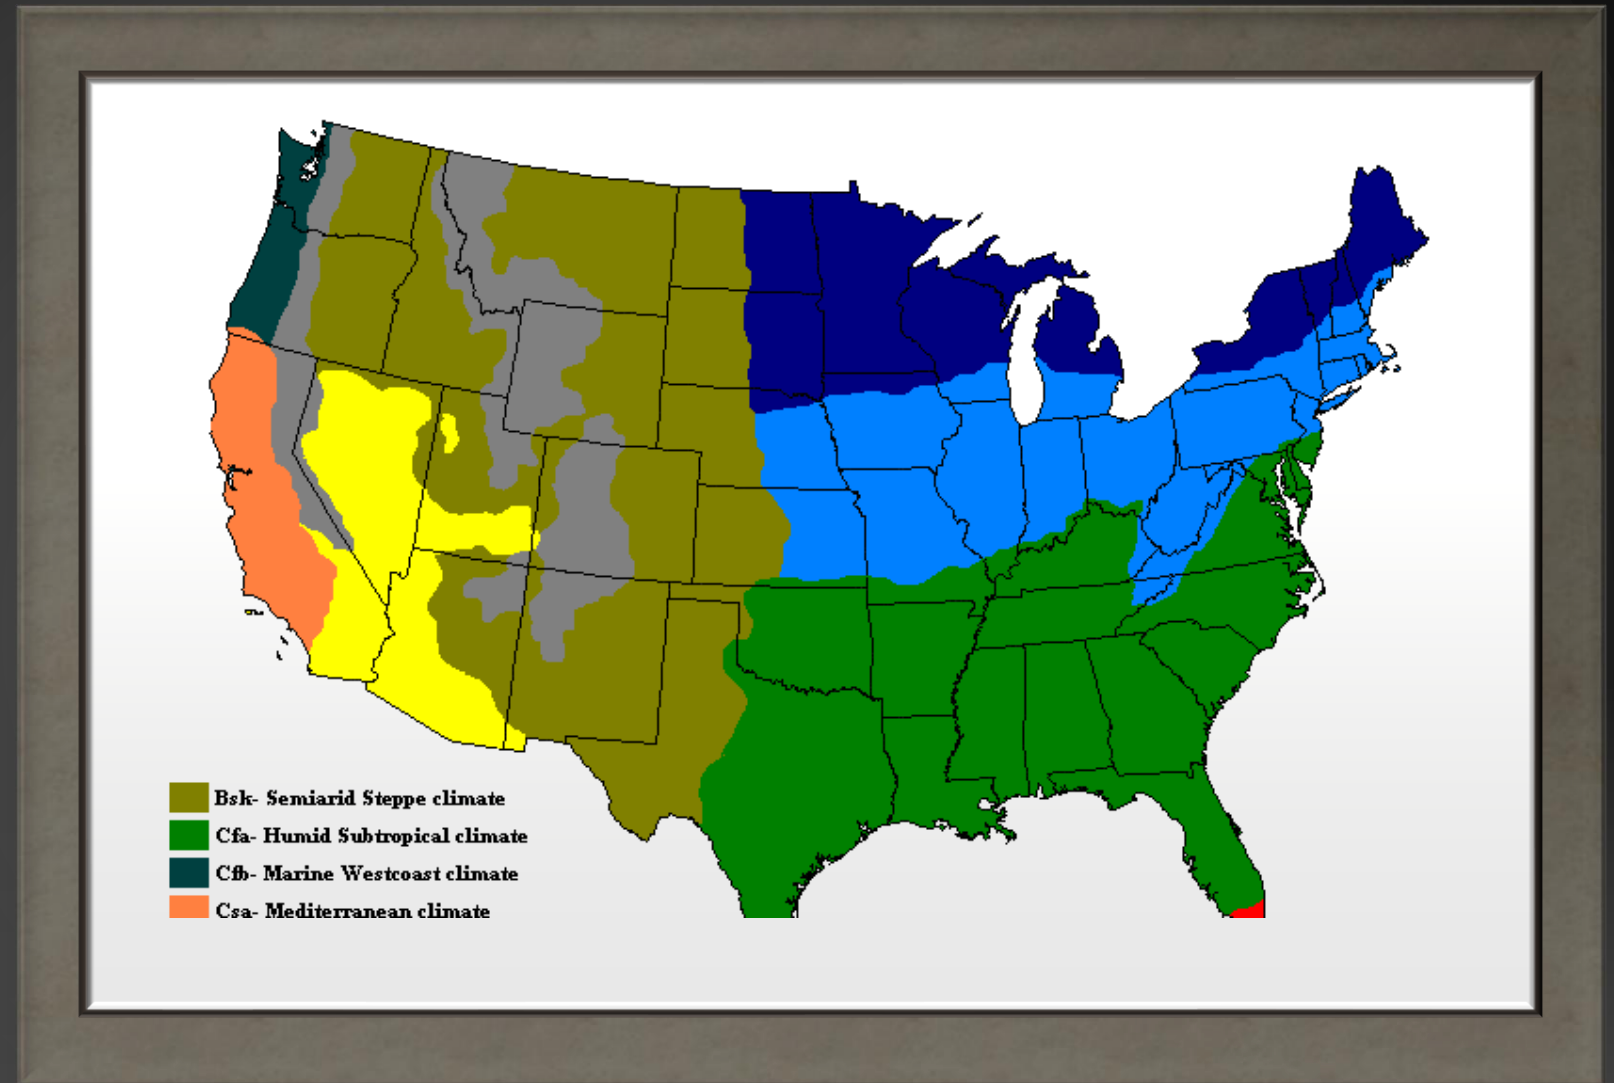 Bsk- Semiarid Steppe climate
Cfa- Humid Subtropical climate
Cfb- Marine Westcoast climate
Csa- Mediterranean climate